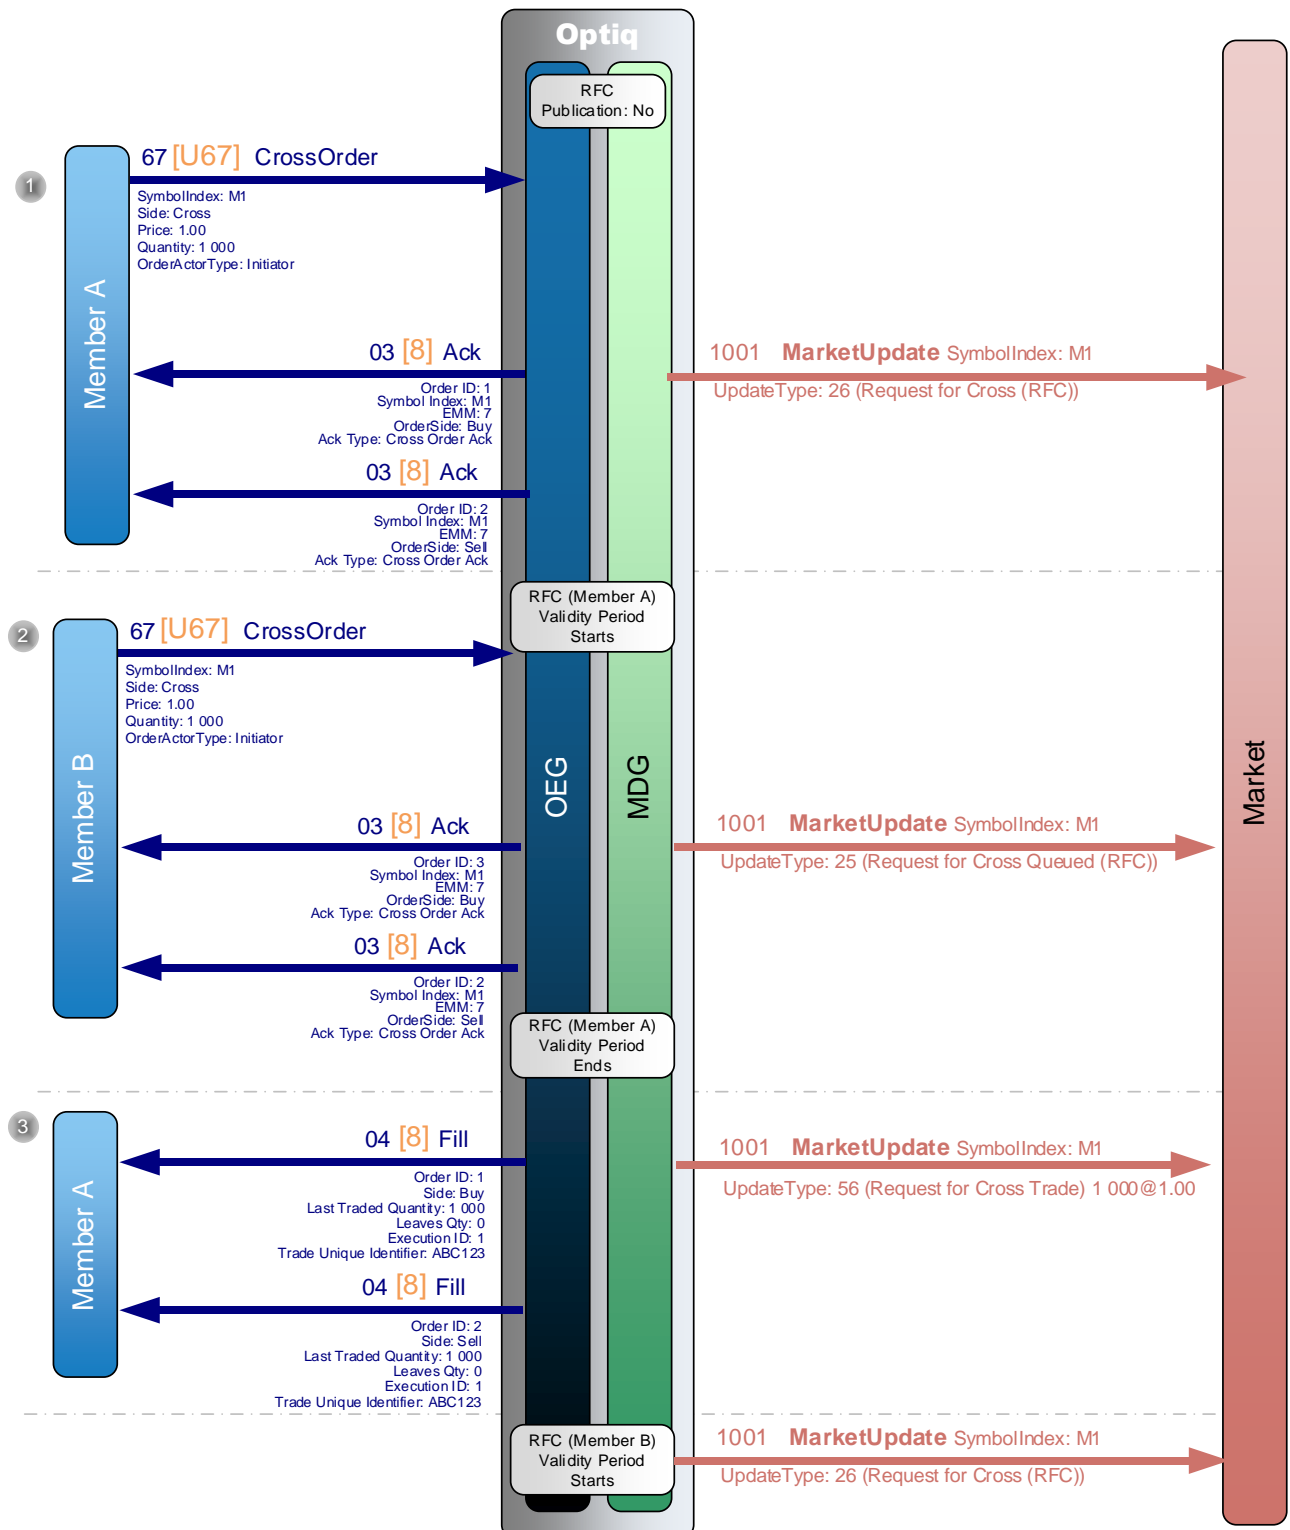 Optiq
RFC
Publication: No
1
Member A
67 [U67] CrossOrder
SymbolIndex: M1
Side: Cross
Price: 1.00
Quantity: 1 000
OrderActorType: Initiator
03 [8] Ack
Order ID: 1
Symbol Index: M1
EMM: 7
OrderSide: Buy
Ack Type: Cross Order Ack
1001 MarketUpdate SymbolIndex: M1
UpdateType: 26 (Request for Cross (RFC))
03 [8] Ack
Order ID: 2
Symbol Index: M1
EMM: 7
OrderSide: Sell
Ack Type: Cross Order Ack
RFC (Member A)
Validity Period
Starts
2
Member B
67 [U67] CrossOrder
SymbolIndex: M1
Side: Cross
Price: 1.00
Quantity: 1 000
OrderActorType: Initiator
OEG
MDG
Market
03 [8] Ack
Order ID: 3
Symbol Index: M1
EMM: 7
OrderSide: Buy
Ack Type: Cross Order Ack
1001 MarketUpdate SymbolIndex: M1
UpdateType: 25 (Request for Cross Queued (RFC))
03 [8] Ack
Order ID: 2
Symbol Index: M1
EMM: 7
OrderSide: Sell
Ack Type: Cross Order Ack
RFC (Member A)
Validity Period
Ends
3
Member A
04 [8] Fill
Order ID: 1
Side: Buy
Last Traded Quantity: 1 000
Leaves Qty: 0
Execution ID: 1
Trade Unique Identifier: ABC123
1001 MarketUpdate SymbolIndex: M1
UpdateType: 56 (Request for Cross Trade) 1 000@1.00
04 [8] Fill
Order ID: 2
Side: Sell
Last Traded Quantity: 1 000
Leaves Qty: 0
Execution ID: 1
Trade Unique Identifier: ABC123
RFC (Member B)
Validity Period
Starts
1001 MarketUpdate SymbolIndex: M1
UpdateType: 26 (Request for Cross (RFC))